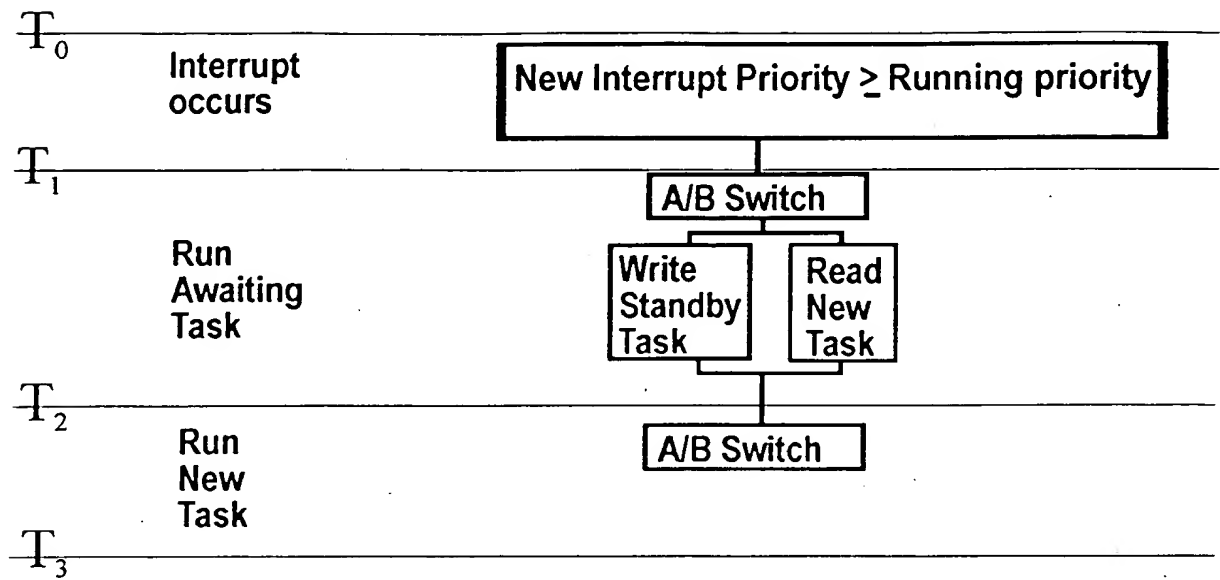 T0
Interrupt
occurs
New Interrupt Priority ≥ Running priority
T1
A/B Switch
Run
Awaiting
Task
Write
Standby
Task
Read
New
Task
T2
Run
New
Task
A/B Switch
T3